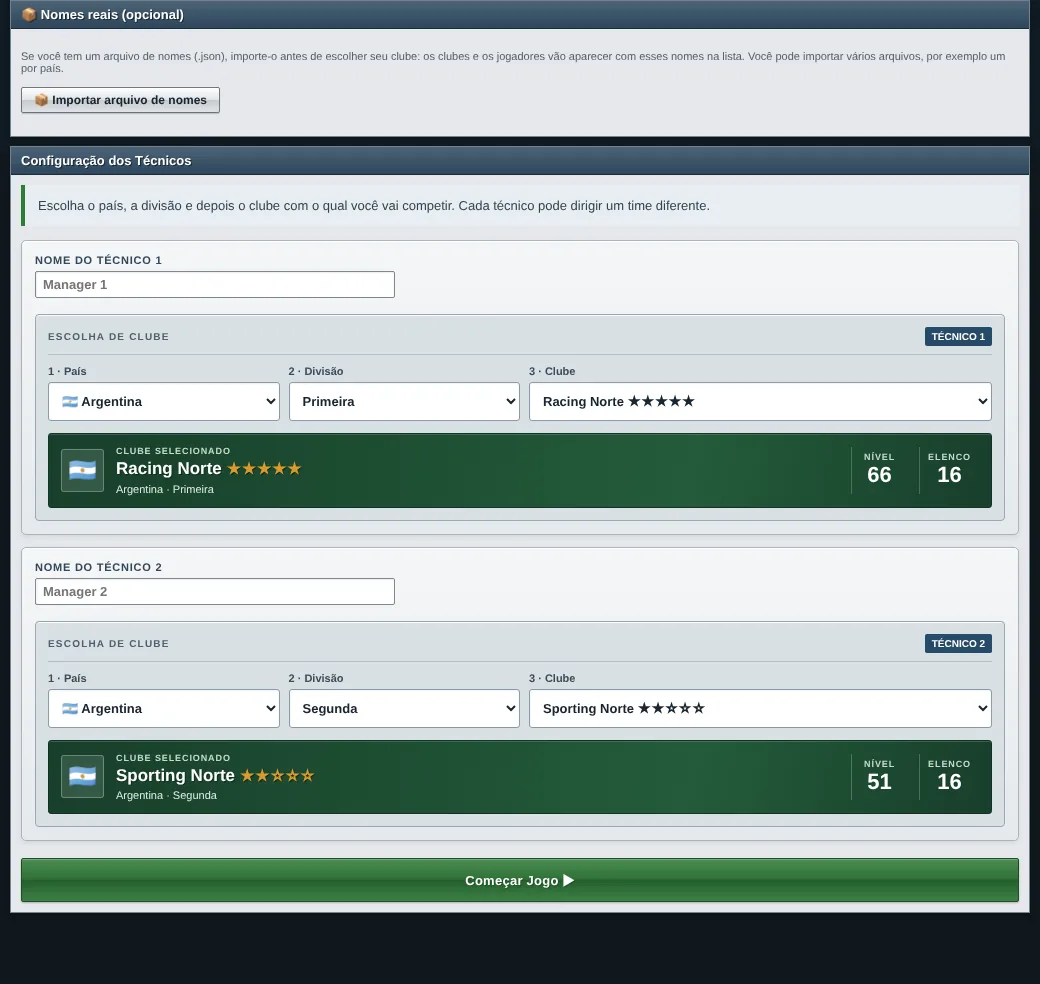 📦 Nomes reais (opcional)
Se você tem um arquivo de nomes (.json), importe-o antes de escolher seu clube: os clubes e os jogadores vão aparecer com esses nomes na lista. Você pode importar vários arquivos, por exemplo um
por país.
📦 Importar arquivo de nomes
Configuração dos Técnicos
Escolha o país, a divisão e depois o clube com o qual você vai competir. Cada técnico pode dirigir um time diferente.
NOME DO TÉCNICO 1
Manager 1
ESCOLHA DE CLUBE
TÉCNICO 1
1 · País
2 · Divisão
3 · Clube
🇦🇷 Argentina
Primeira
Racing Norte ★★★★★
CLUBE SELECIONADO
Racing Norte ★★★★★
Argentina · Primeira
NÍVEL
66
ELENCO
16
NOME DO TÉCNICO 2
Manager 2
ESCOLHA DE CLUBE
TÉCNICO 2
1 · País
2 · Divisão
3 · Clube
🇦🇷 Argentina
Segunda
Sporting Norte ★★☆☆☆
CLUBE SELECIONADO
Sporting Norte ★★☆☆☆
Argentina · Segunda
NÍVEL
51
ELENCO
16
Começar Jogo ▶